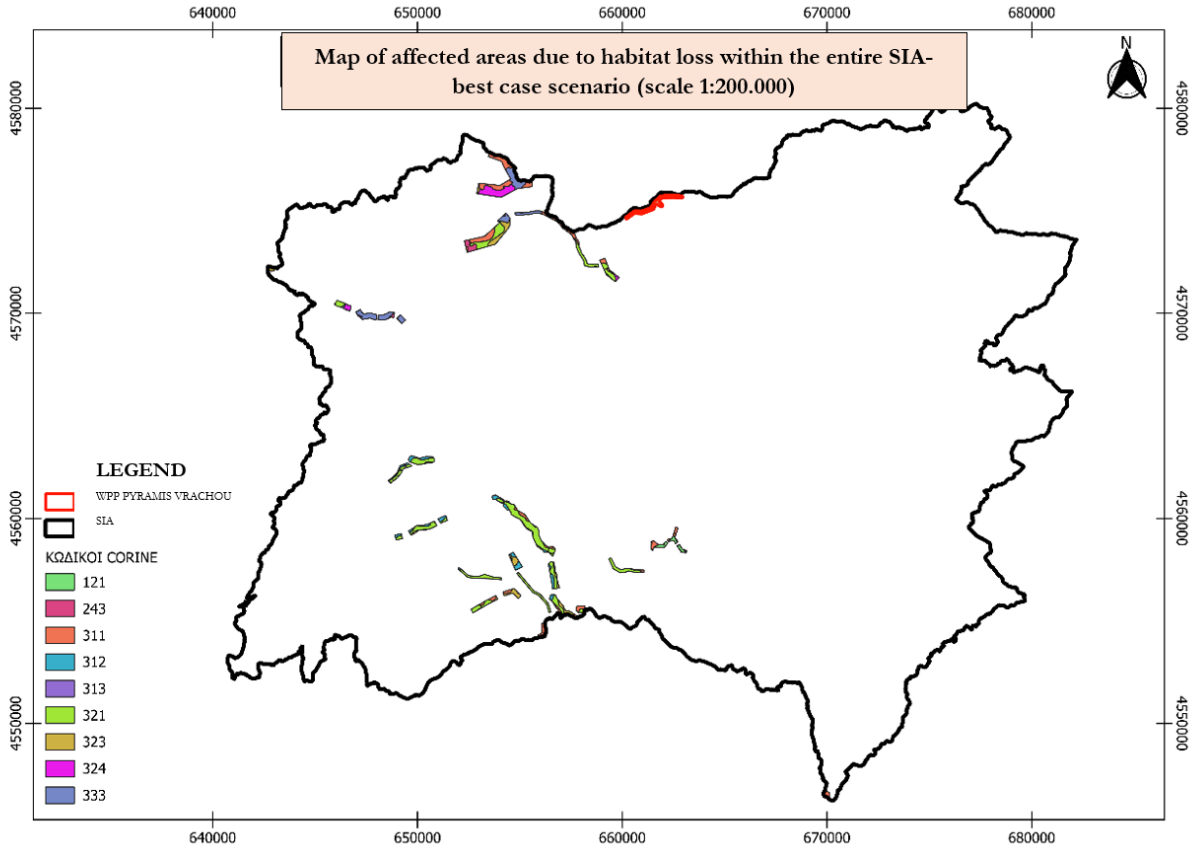 640000 650000 660000 670000 680000
Map of affected areas due to habitat loss within the entire SIA-
best case scenario (scale 1:200.000)
N
4580000 4580000
4570000 4570000
4560000 4560000
4550000 4550000
LEGEND
WPP PYRAMIS VRACHOU
SIA
ΚΩΔΙΚΟΙ CORINE
121
243
311
312
313
321
323
324
333
640000 650000 660000 670000 680000